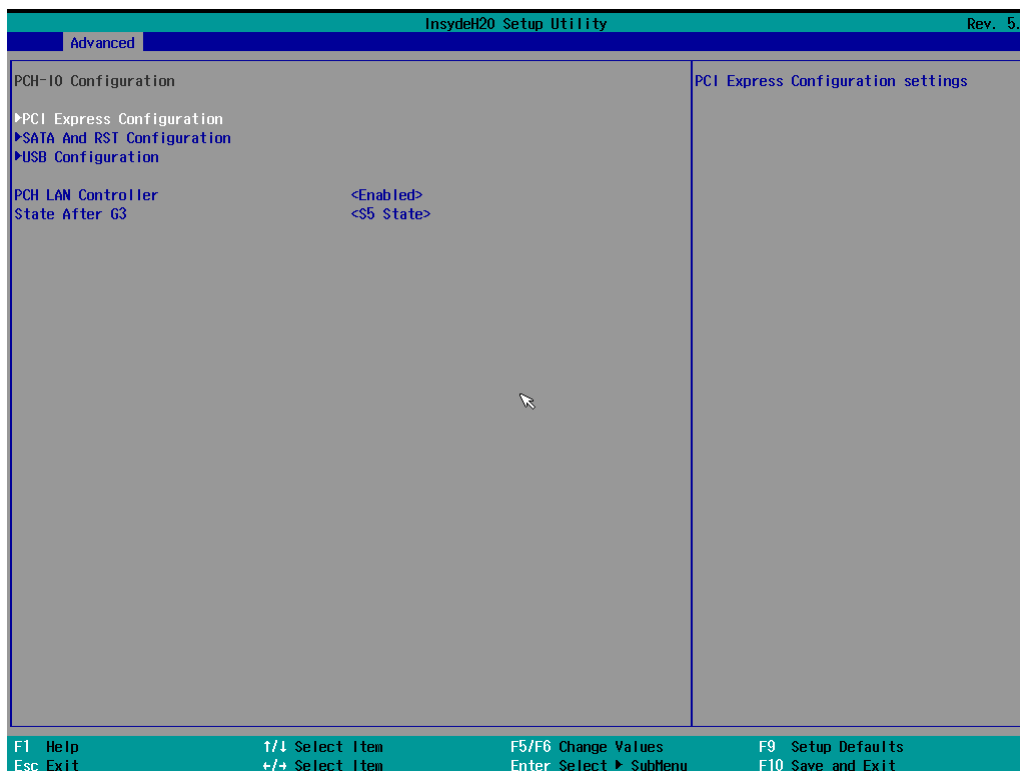 InsydeH20 Setup Utility Rev. 5.
Advanced
PCH-IO Configuration
PCI Express Configuration settings
▶PCI Express Configuration
▶SATA And RST Configuration
▶USB Configuration
PCH LAN Controller <Enabled>
State After G3 <S5 State>
F1 Help ↑/↓ Select Item F5/F6 Change Values F9 Setup Defaults
Esc Exit ←/→ Select Item Enter Select ▶ SubMenu F10 Save and Exit